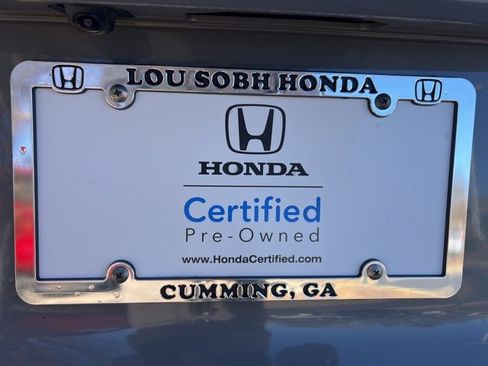 LOU SOBH HONDA
HONDA
Certified
Pre-Owned
www.HondaCertified.com
CUMMING, GA